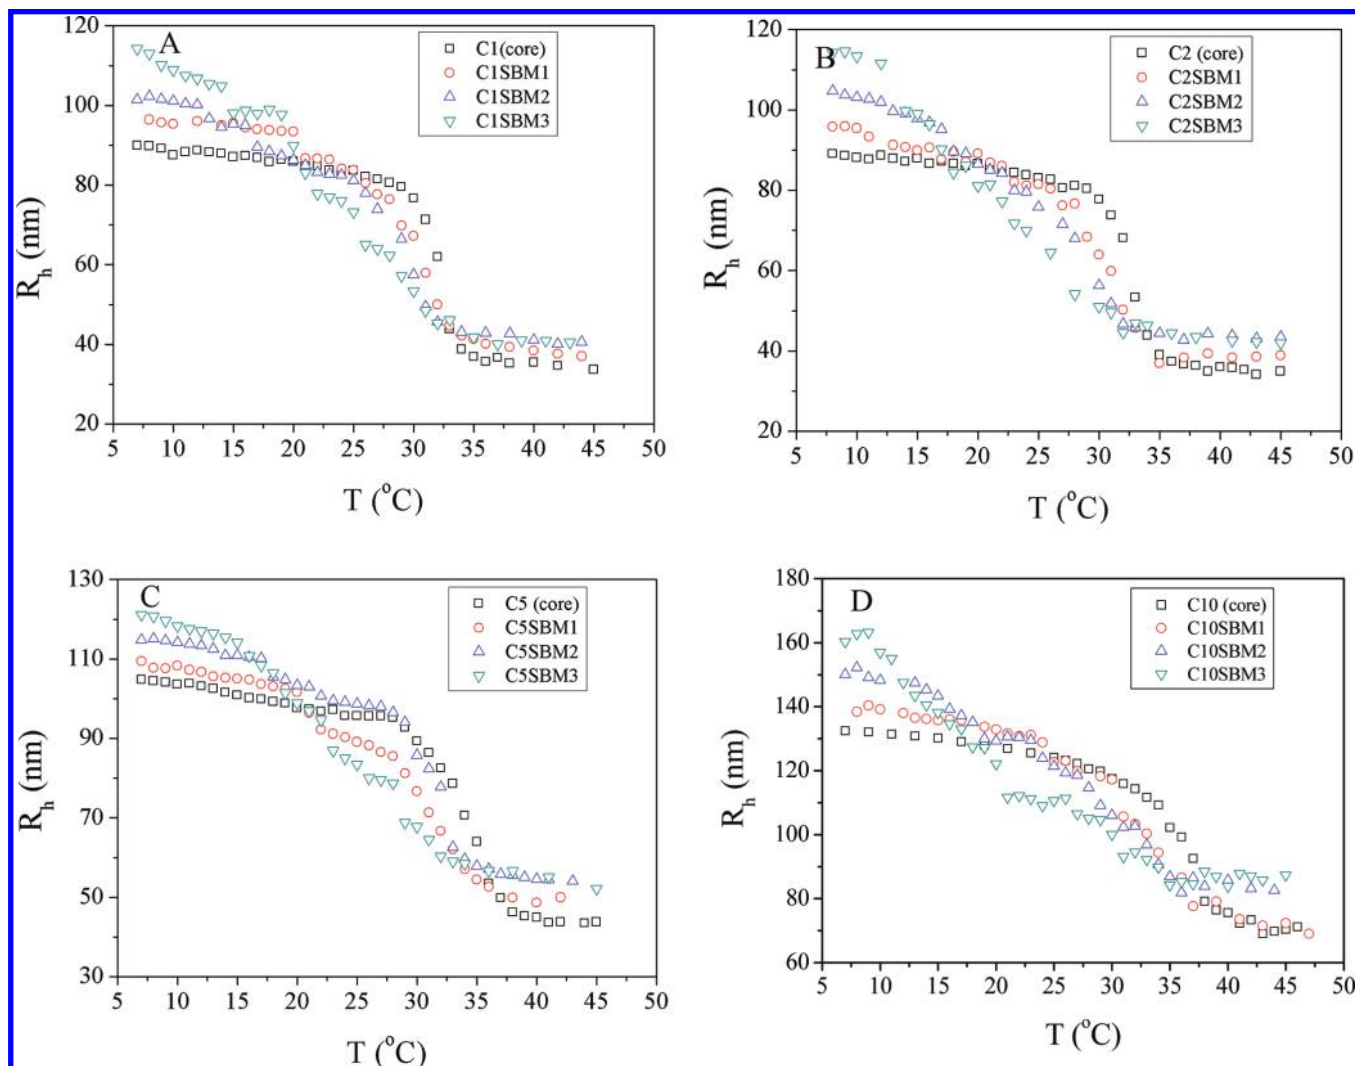 A
C1(core)
C1SBM1
C1SBM2
C1SBM3
120
100
80
60
40
20
R_h (nm)
5 10 15 20 25 30 35 40 45 50
T (°C)
B
C2 (core)
C2SBM1
C2SBM2
C2SBM3
120
100
80
60
40
20
R_h (nm)
5 10 15 20 25 30 35 40 45 50
T (°C)
C
C5 (core)
C5SBM1
C5SBM2
C5SBM3
130
110
90
70
50
30
R_h (nm)
5 10 15 20 25 30 35 40 45 50
T (°C)
D
C10 (core)
C10SBM1
C10SBM2
C10SBM3
180
160
140
120
100
80
60
R_h (nm)
5 10 15 20 25 30 35 40 45 50
T (°C)